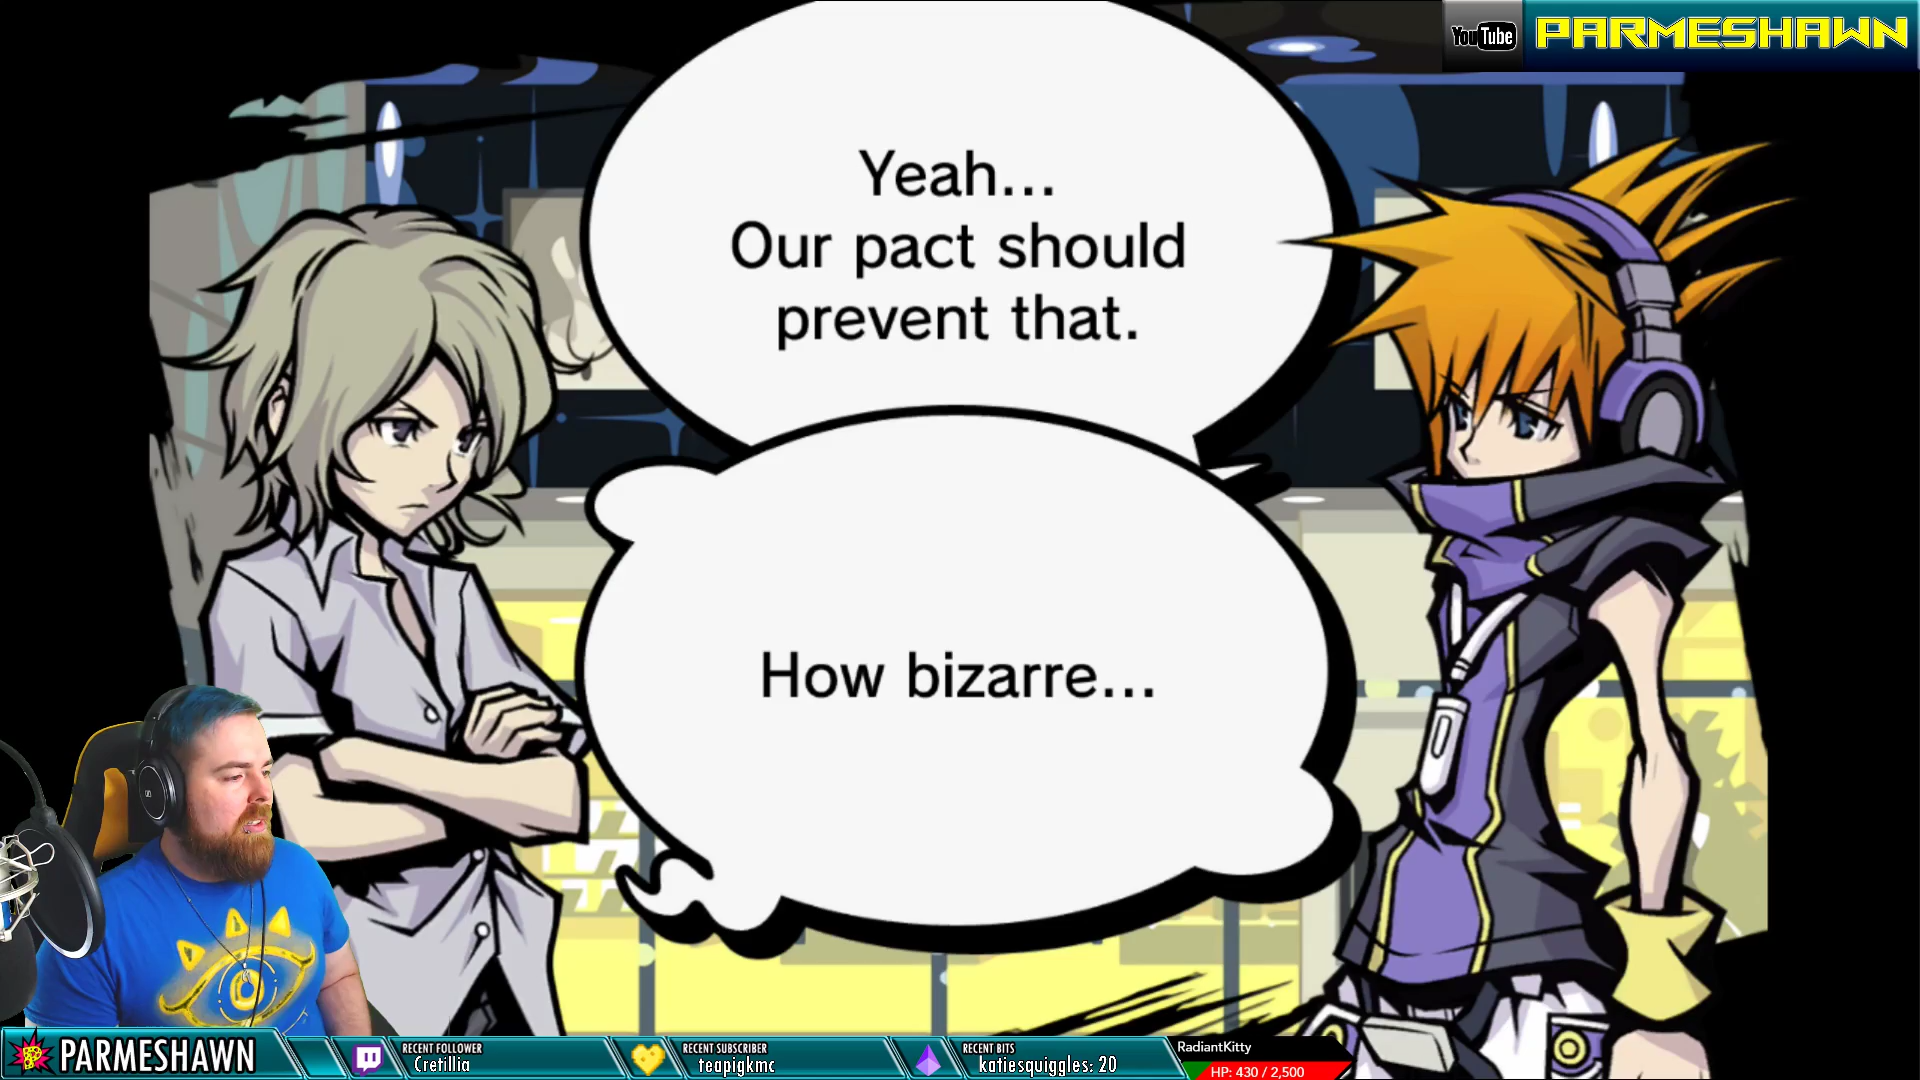 YouTube
PARMESHAWN
Yeah...
Our pact should
prevent that.
How bizarre...
PARMESHAWN
RECENT FOLLOWER
Cretillia
RECENT SUBSCRIBER
teapigkmc
RECENT BITS
katiesquiggles: 20
RadiantKitty
HP: 430 / 2,500